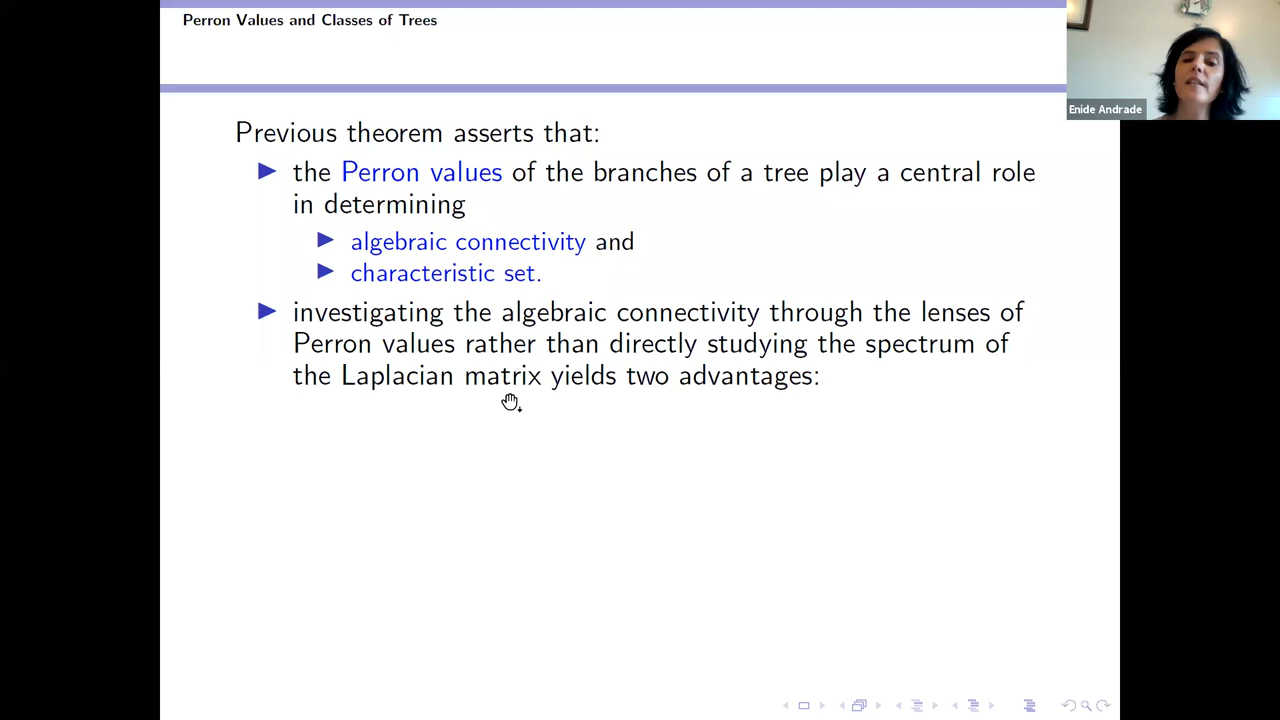 Perron Values and Classes of Trees
Enide Andrade
Previous theorem asserts that:
the Perron values of the branches of a tree play a central role
in determining
algebraic connectivity and
characteristic set.
investigating the algebraic connectivity through the lenses of
Perron values rather than directly studying the spectrum of
the Laplacian matrix yields two advantages: